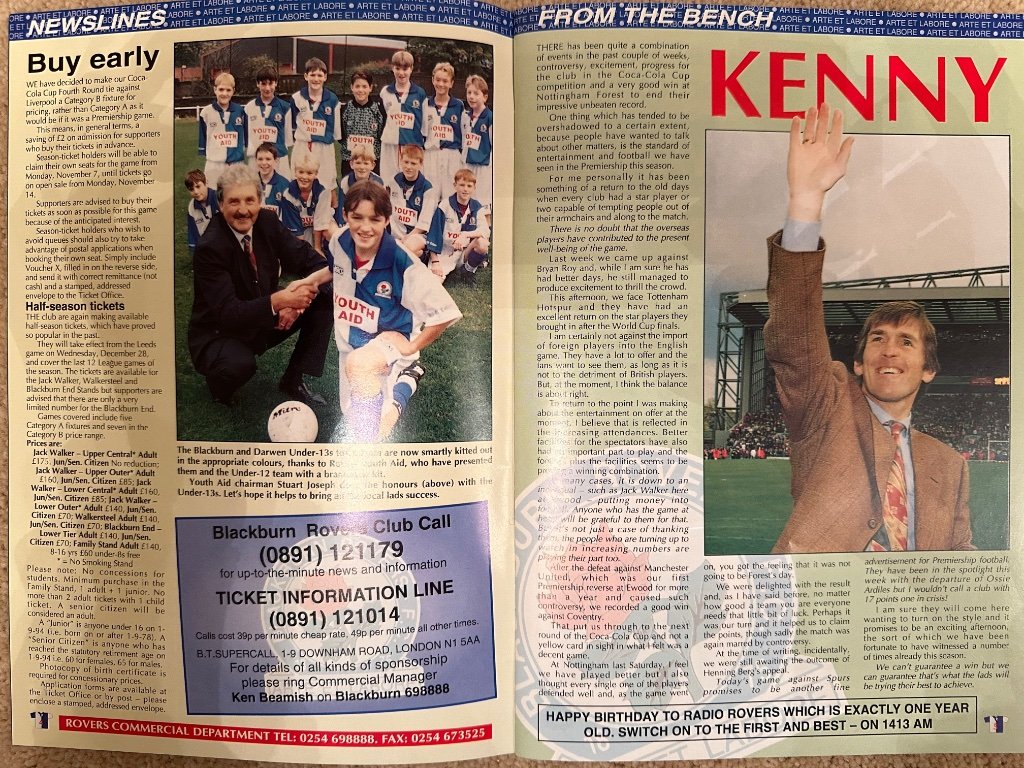 NEWSLINES
Buy early
WE have decided to make our Coca-
Cola Cup Fourth Round tie against
Liverpool a Category B fixture for
pricing, rather than Category A as it
would be if it was a Premiership game.
This means, in general terms, a
saving of £2 on admission for supporters
who buy their tickets in advance.
Season-ticket holders will be able to
claim their own seats for the game from
Monday, November 7, until tickets go
on open sale from Monday, November
14.
Supporters are advised to buy their
tickets as soon as possible for this game
because of the anticipated interest.
Season-ticket holders who wish to
avoid queues should also try to take
advantage of postal applications when
booking their own seat. Simply include
Voucher X, filled in on the reverse side,
and send it with correct remittance (not
cash) and a stamped, addressed
envelope to the Ticket Office.
Half-season tickets
THE club are again making available
half-season tickets, which have proved
so popular in the past.
They will take effect from the Leeds
game on Wednesday, December 28,
and cover the last 12 League games of
the season. The tickets are available for
the Jack Walker, Walkersteel and
Blackburn End Stands but supporters are
advised that there are only a very
limited number for the Blackburn End.
Games covered include five
Category A fixtures and seven in the
Category B price range.
Prices are:
Jack Walker – Upper Central* Adult
£175, Jun/Sen. Citizen No reduction;
Jack Walker – Upper Outer* Adult
£160, Jun/Sen. Citizen £85; Jack
Walker – Lower Central* Adult £160,
Jun/Sen. Citizen £85; Jack Walker –
Lower Outer* Adult £140, Jun/Sen.
Citizen £70; Walkersteel Adult £140,
Jun/Sen. Citizen £70; Blackburn End –
Lower Tier Adult £140, Jun/Sen.
Citizen £70; Family Stand Adult £140,
8-16 yrs £60 under-8s free
* = No Smoking Stand
Please note: No concessions for
students. Minimum purchase in the
Family Stand, 1 adult + 1 junior. No
more than 2 adult tickets with 1 child
ticket. A senior citizen will be
considered an adult.
A "Junior" is anyone under 16 on 1-
9-94 (i.e. born on or after 1-9-78). A
"Senior Citizen" is anyone who has
reached the statutory retirement age on
1-9-94 i.e. 60 for females, 65 for males.
Photocopy of birth certificate is
required for concessionary prices.
Application forms are available at
the Ticket Office or by post – please
enclose a stamped, addressed envelope.
YOUTH AID
YOUTH AID
YOUTH AID
YOUTH AID
YOUTH AID
Mitre
The Blackburn and Darwen Under-13s are now smartly kitted out
in the appropriate colours, thanks to Youth Aid, who have presented
them and the Under-12 team with a brand
Youth Aid chairman Stuart Joseph the honours (above) with the
Under-13s. Let's hope it helps to bring local lads success.
Blackburn Rovers Club Call
(0891) 121179
for up-to-the-minute news and information
TICKET INFORMATION LINE
(0891) 121014
Calls cost 39p per minute cheap rate, 49p per minute all other times.
B.T.SUPERCALL, 1-9 DOWNHAM ROAD, LONDON N1 5AA
For details of all kinds of sponsorship
please ring Commercial Manager
Ken Beamish on Blackburn 698888
ROVERS COMMERCIAL DEPARTMENT TEL: 0254 698888. FAX: 0254 673525
FROM THE BENCH
KENNY
THERE has been quite a combination
of events in the past couple of weeks,
controversy, excitement, progress for
the club in the Coca-Cola Cup
competition and a very good win at
Nottingham Forest to end their
impressive unbeaten record.
One thing which has tended to be
overshadowed to a certain extent,
because people have wanted to talk
about other matters, is the standard of
entertainment and football we have
seen in the Premiership this season.
For me personally it has been
something of a return to the old days
when every club had a star player or
two capable of tempting people out of
their armchairs and along to the match.
There is no doubt that the overseas
players have contributed to the present
well-being of the game.
Last week we came up against
Bryan Roy and, while I am sure he has
had better days, he still managed to
produce excitement to thrill the crowd.
This afternoon, we face Tottenham
Hotspur and they have had an
excellent return on the star players they
brought in after the World Cup finals.
I am certainly not against the import
of foreign players into the English
game. They have a lot to offer and the
fans want to see them, as long as it is
not to the detriment of British players.
But, at the moment, I think the balance
is about right.
To return to the point I was making
about the entertainment on offer at the
moment, I believe that is reflected in
the increasing attendances. Better
facilities for the spectators have also
had an important part to play and the
plus the facilities seems to be
proving a winning combination.
many cases, it is down to an
individual – such as Jack Walker here
at – putting money into
Anyone who has the game at
will be grateful to them for that.
But it's not just a case of thanking
them, the people who are turning up to
watch in increasing numbers are
playing their part too.
After the defeat against Manchester
United, which was our first
Premiership reverse at Ewood for more
than a year and caused such
controversy, we recorded a good win
against Coventry.
That put us through to the next
round of the Coca-Cola Cup with one
yellow card in sight in what I felt was a
decent game.
At Nottingham last Saturday, I feel
we have played better but I also
thought every single one of the players
defended well and, as the game went
on, you got the feeling that it was not
going to be Forest's day.
We were delighted with the result
and, as I have said before, no matter
how good a team you are everyone
needs that little bit of luck. Perhaps it
was our turn and it helped us to claim
the points, though sadly the match was
again marred by controversy.
At the time of writing, incidentally,
we were still awaiting the outcome of
Henning Berg's appeal.
Today's game against Spurs
promises to be another fine
advertisement for Premiership football.
They have been in the spotlight this
week with the departure of Ossie
Ardiles but I wouldn't call a club with
17 points one in crisis!
I am sure they will come here
wanting to turn on the style and it
promises to be an exciting afternoon,
the sort of which we have been
fortunate to have witnessed a number
of times already this season.
We can't guarantee a win but we
can guarantee that's what the lads will
be trying their best to achieve.
HAPPY BIRTHDAY TO RADIO ROVERS WHICH IS EXACTLY ONE YEAR
OLD. SWITCH ON TO THE FIRST AND BEST – ON 1413 AM